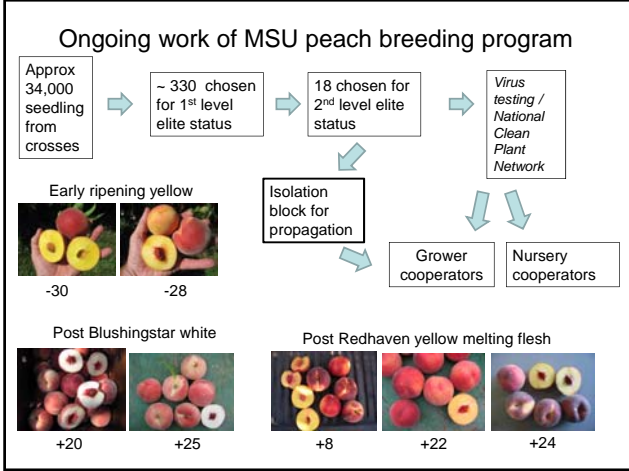 Ongoing work of MSU peach breeding program
Approx
34,000
seedling
from
crosses
~ 330 chosen
for 1st level
elite status
18 chosen for
2nd level elite
status
Virus
testing /
National
Clean
Plant
Network
Isolation
block for
propagation
Grower
cooperators
Nursery
cooperators
Early ripening yellow
-30
-28
Post Blushingstar white
+20
+25
Post Redhaven yellow melting flesh
+8
+22
+24